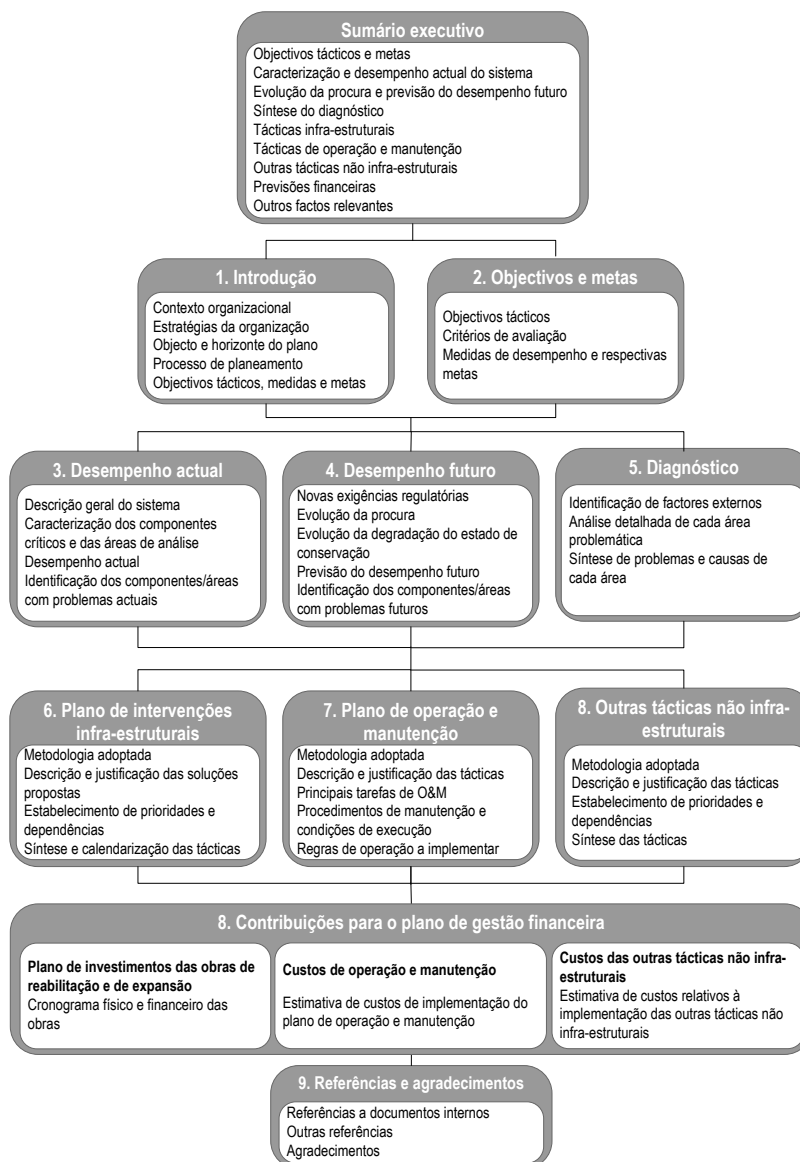 Sumário executivo
Objectivos tácticos e metas
Caracterização e desempenho actual do sistema
Evolução da procura e previsão do desempenho futuro
Síntese do diagnóstico
Tácticas infra-estruturais
Tácticas de operação e manutenção
Outras tácticas não infra-estruturais
Previsões financeiras
Outros factos relevantes
1. Introdução
Contexto organizacional
Estratégias da organização
Objecto e horizonte do plano
Processo de planeamento
Objectivos tácticos, medidas e metas
2. Objectivos e metas
Objectivos tácticos
Critérios de avaliação
Medidas de desempenho e respectivas
metas
3. Desempenho actual
Descrição geral do sistema
Caracterização dos componentes
críticos e das áreas de análise
Desempenho actual
Identificação dos componentes/áreas
com problemas actuais
4. Desempenho futuro
Novas exigências regulatórias
Evolução da procura
Evolução da degradação do estado de
conservação
Previsão do desempenho futuro
Identificação dos componentes/áreas
com problemas futuros
5. Diagnóstico
Identificação de factores externos
Análise detalhada de cada área
problemática
Síntese de problemas e causas de
cada área
6. Plano de intervenções
infra-estruturais
Metodologia adoptada
Descrição e justificação das soluções
propostas
Estabelecimento de prioridades e
dependências
Síntese e calendarização das tácticas
7. Plano de operação e
manutenção
Metodologia adoptada
Descrição e justificação das tácticas
Principais tarefas de O&M
Procedimentos de manutenção e
condições de execução
Regras de operação a implementar
8. Outras tácticas não infra-
estruturais
Metodologia adoptada
Descrição e justificação das tácticas
Estabelecimento de prioridades e
dependências
Síntese das tácticas
8. Contribuições para o plano de gestão financeira
Plano de investimentos das obras de
reabilitação e de expansão
Cronograma físico e financeiro das
obras
Custos de operação e manutenção
Estimativa de custos de implementação do
plano de operação e manutenção
Custos das outras tácticas não infra-
estruturais
Estimativa de custos relativos à
implementação das outras tácticas não
infra-estruturais
9. Referências e agradecimentos
Referências a documentos internos
Outras referências
Agradecimentos